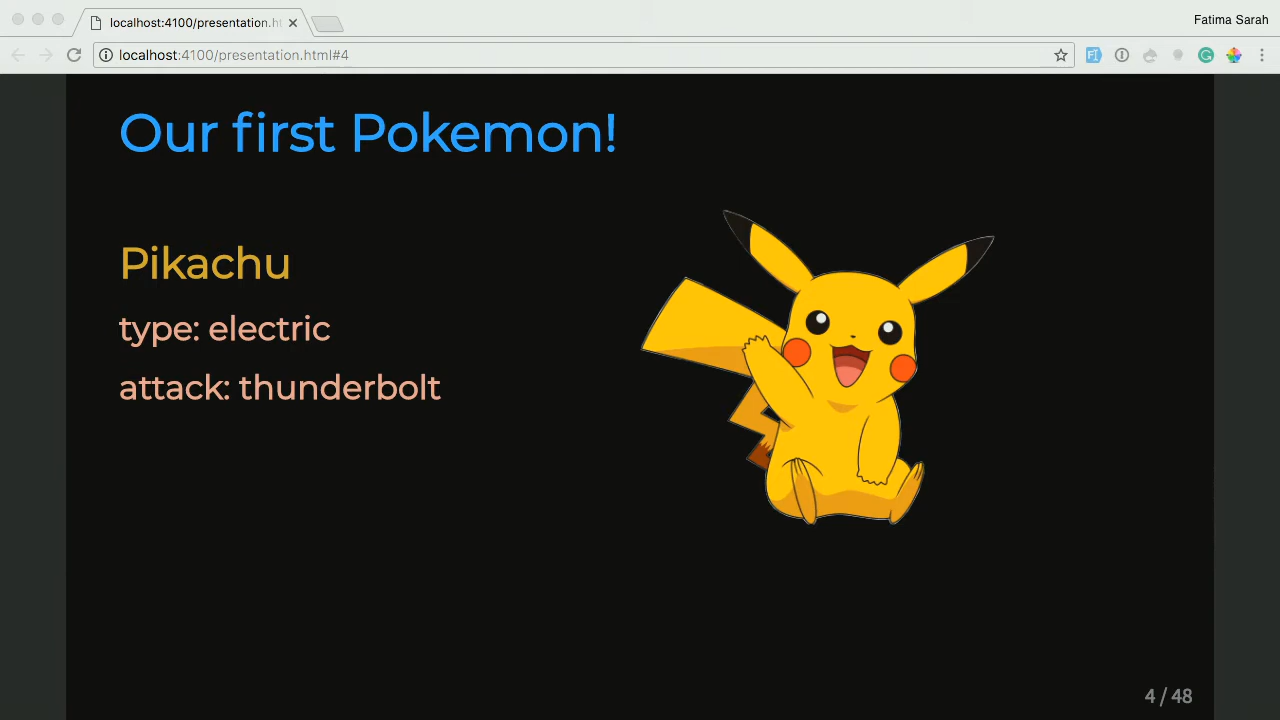 localhost:4100/presentation.h
Fatima Sarah
localhost:4100/presentation.html#4
Our first Pokemon!
Pikachu
type: electric
attack: thunderbolt
4 / 48